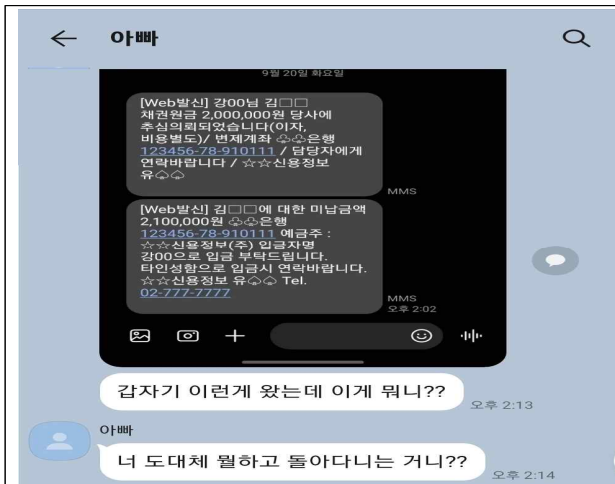 아빠
9월 20일 화요일
[Web발신] 강00님 김□□
채권원금 2,000,000원 당사에
추심의뢰되었습니다(이자,
비용별도)/ 변제계좌 ♧♧은행
123456-78-910111 / 담당자에게
연락바랍니다 / ☆☆신용정보
유♤♤
MMS
[Web발신] 김□□에 대한 미납금액
2,100,000원 ♧♧은행
123456-78-910111 예금주 :
☆☆신용정보(주) 입금자명
강00으로 입금 부탁드립니다.
타인성함으로 입금시 연락바랍니다.
☆☆신용정보 유♤♤ Tel.
02-777-7777
MMS
오후 2:02
갑자기 이런게 왔는데 이게 뭐니??
오후 2:13
아빠
너 도대체 뭘하고 돌아다니는 거니??
오후 2:14